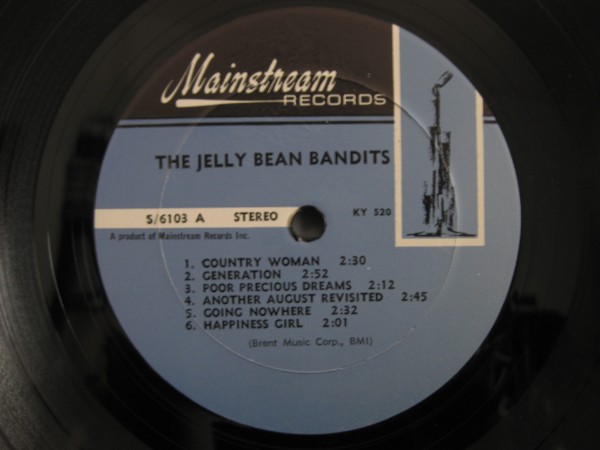 Mainstream
RECORDS
THE JELLY BEAN BANDITS
S/6103 A STEREO KY 520
A product of Mainstream Records Inc.
1. COUNTRY WOMAN 2:30
2. GENERATION 2:52
3. POOR PRECIOUS DREAMS 2:12
4. ANOTHER AUGUST REVISITED 2:45
5. GOING NOWHERE 2:32
6. HAPPINESS GIRL 2:01
(Brent Music Corp., BMI)